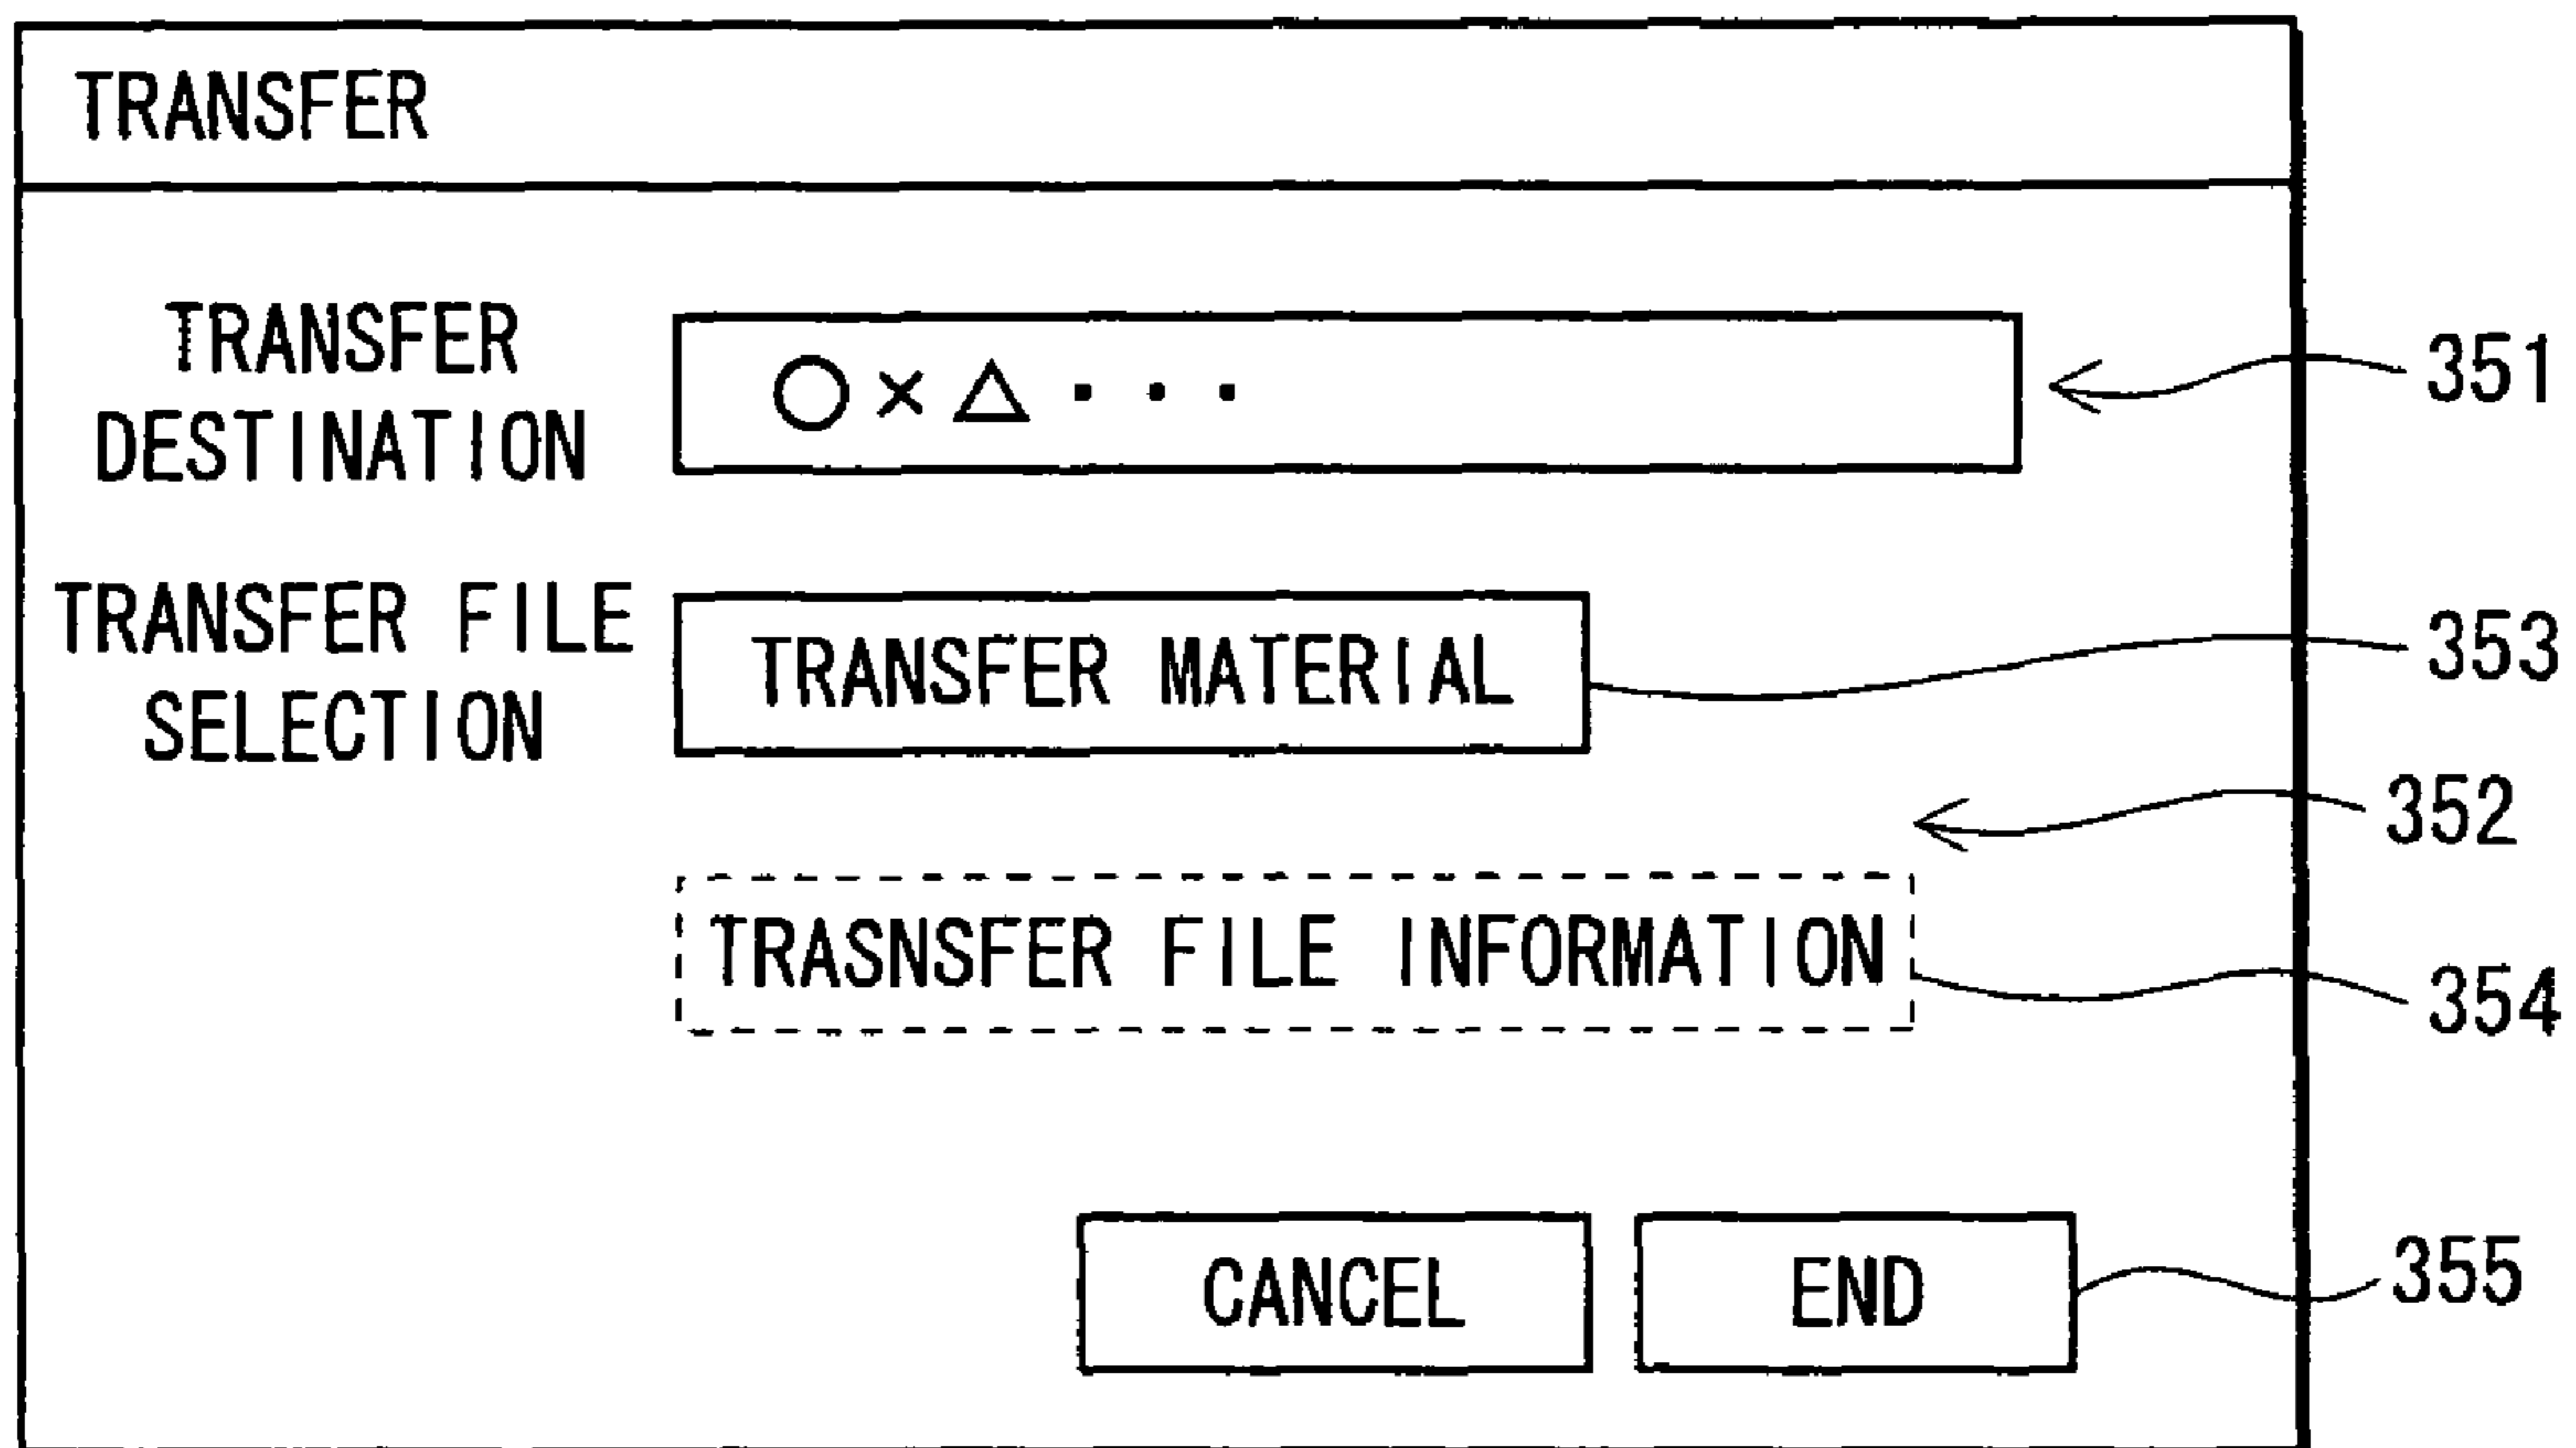 TRANSFER
TRANSFER
DESTINATION
○×△・・・
351
TRANSFER FILE
SELECTION
TRANSFER MATERIAL
353
352
TRASNSFER FILE INFORMATION
354
CANCEL
END
355